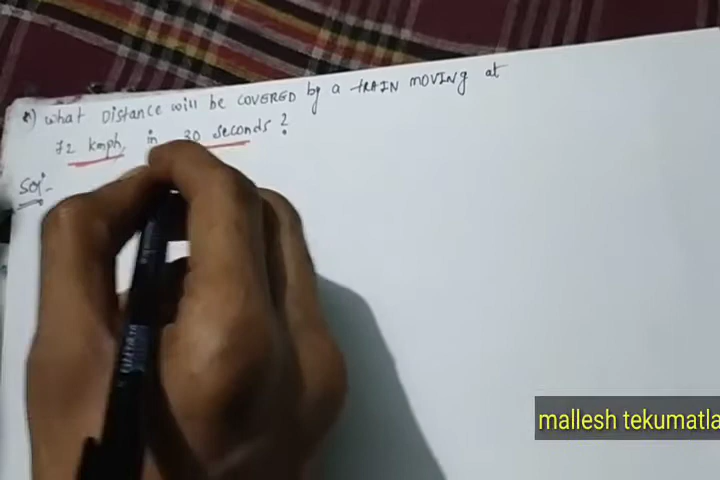 what Distance will be COVERED by a tRAIN MOVING at
72 kmph, in 30 seconds ?
Sol:-
mallesh tekumatla